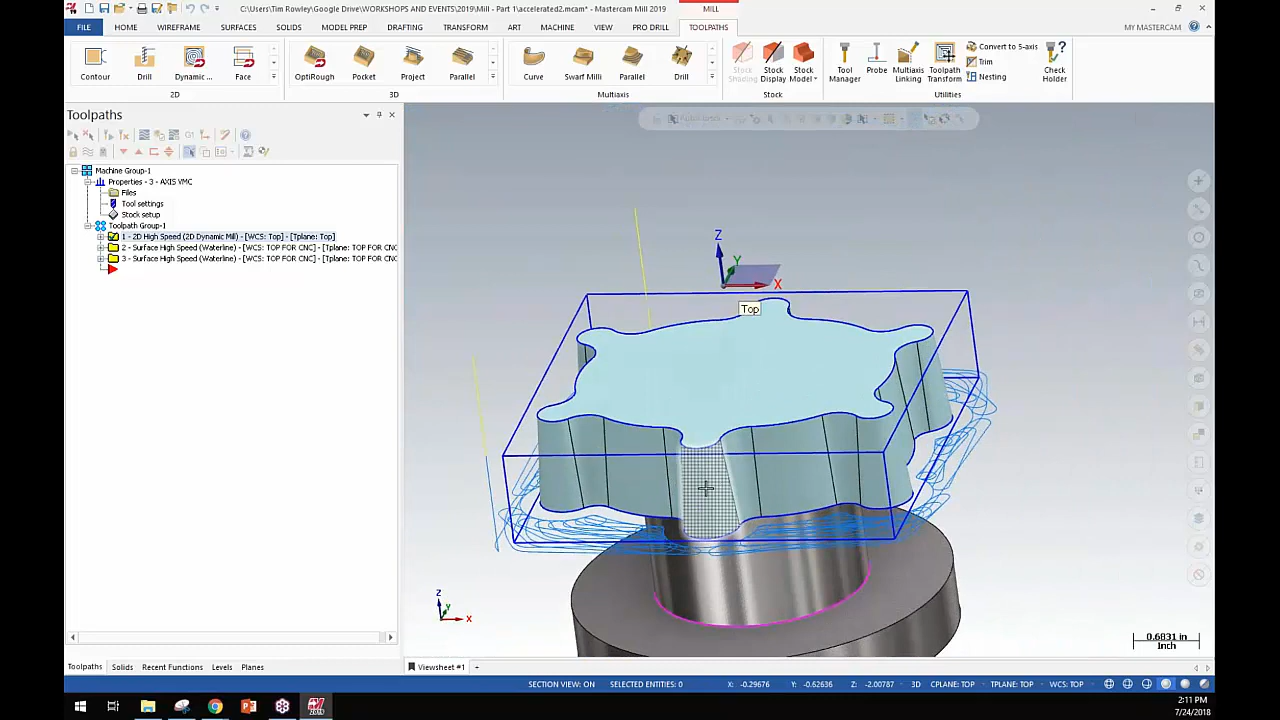 C:\Users\Tim Rowley\Google Drive\WORKSHOPS AND EVENTS\2019\Mill - Part 1\accelerated2.mcam* - Mastercam Mill 2019
MILL
FILE HOME WIREFRAME SURFACES SOLIDS MODEL PREP DRAFTING TRANSFORM ART MACHINE VIEW PRO DRILL TOOLPATHS MY MASTERCAM
Contour Drill Dynamic ... Face OptiRough Pocket Project Parallel Curve Swarf Milli Parallel Drill Stock Shading Stock Display Stock Model Tool Manager Probe Multiaxis Linking Toolpath Transform Convert to 5-axis Trim Nesting Check Holder
2D 3D Multiaxis Stock Utilities
Toolpaths
Machine Group-1
Properties - 3 - AXIS VMC
Files
Tool settings
Stock setup
Toolpath Group-1
1 - 2D High Speed (2D Dynamic Mill) - [WCS: Top] - [Tplane: Top]
2 - Surface High Speed (Waterline) - [WCS: TOP FOR CNC] - [Tplane: TOP FOR CNC
3 - Surface High Speed (Waterline) - [WCS: TOP FOR CNC] - [Tplane: TOP FOR CNC
Z
Y
X
Top
Z
Y
X
0.6831 in
Inch
Toolpaths Solids Recent Functions Levels Planes Viewsheet #1 +
SECTION VIEW: ON SELECTED ENTITIES: 0 X: -0.29676 Y: -0.62636 Z: -2.00787 3D CPLANE: TOP TPLANE: TOP WCS: TOP
2:11 PM
7/24/2018